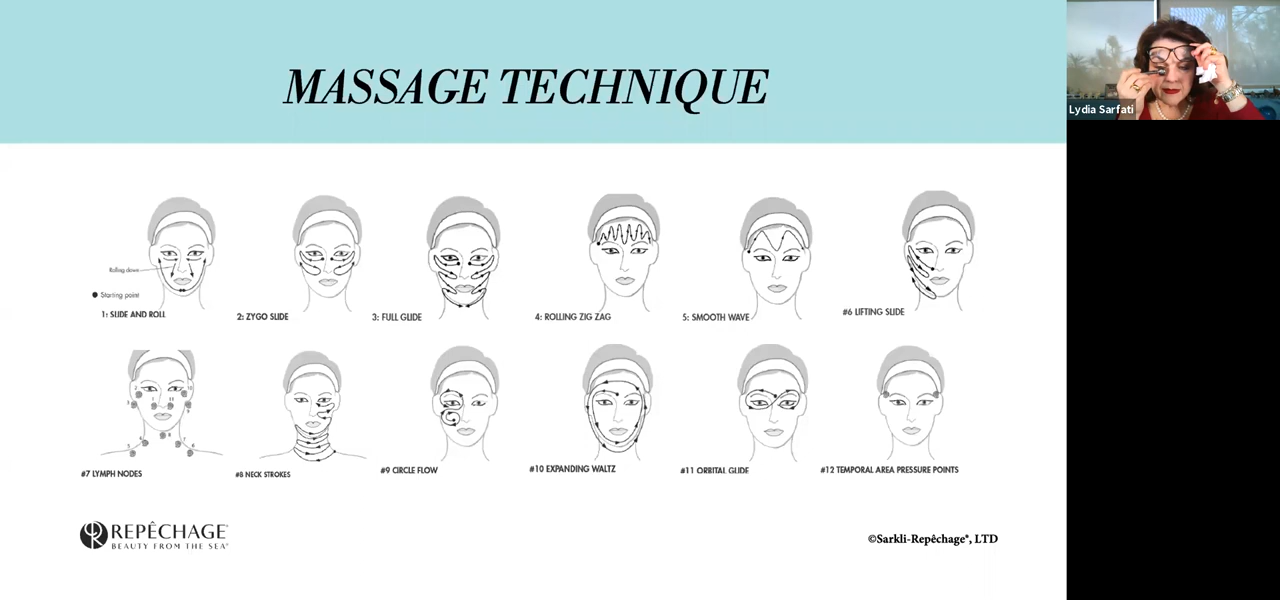 MASSAGE TECHNIQUE
Lydia Sarfati
Rolling down
Starting point
1: SLIDE AND ROLL
2: ZYGO SLIDE
3: FULL GLIDE
4: ROLLING ZIG ZAG
5: SMOOTH WAVE
#6 LIFTING SLIDE
#7 LYMPH NODES
#8 NECK STROKES
#9 CIRCLE FLOW
#10 EXPANDING WALTZ
#11 ORBITAL GLIDE
#12 TEMPORAL AREA PRESSURE POINTS
REPÊCHAGE®
BEAUTY FROM THE SEA®
©Sarkli-Repêchage®, LTD